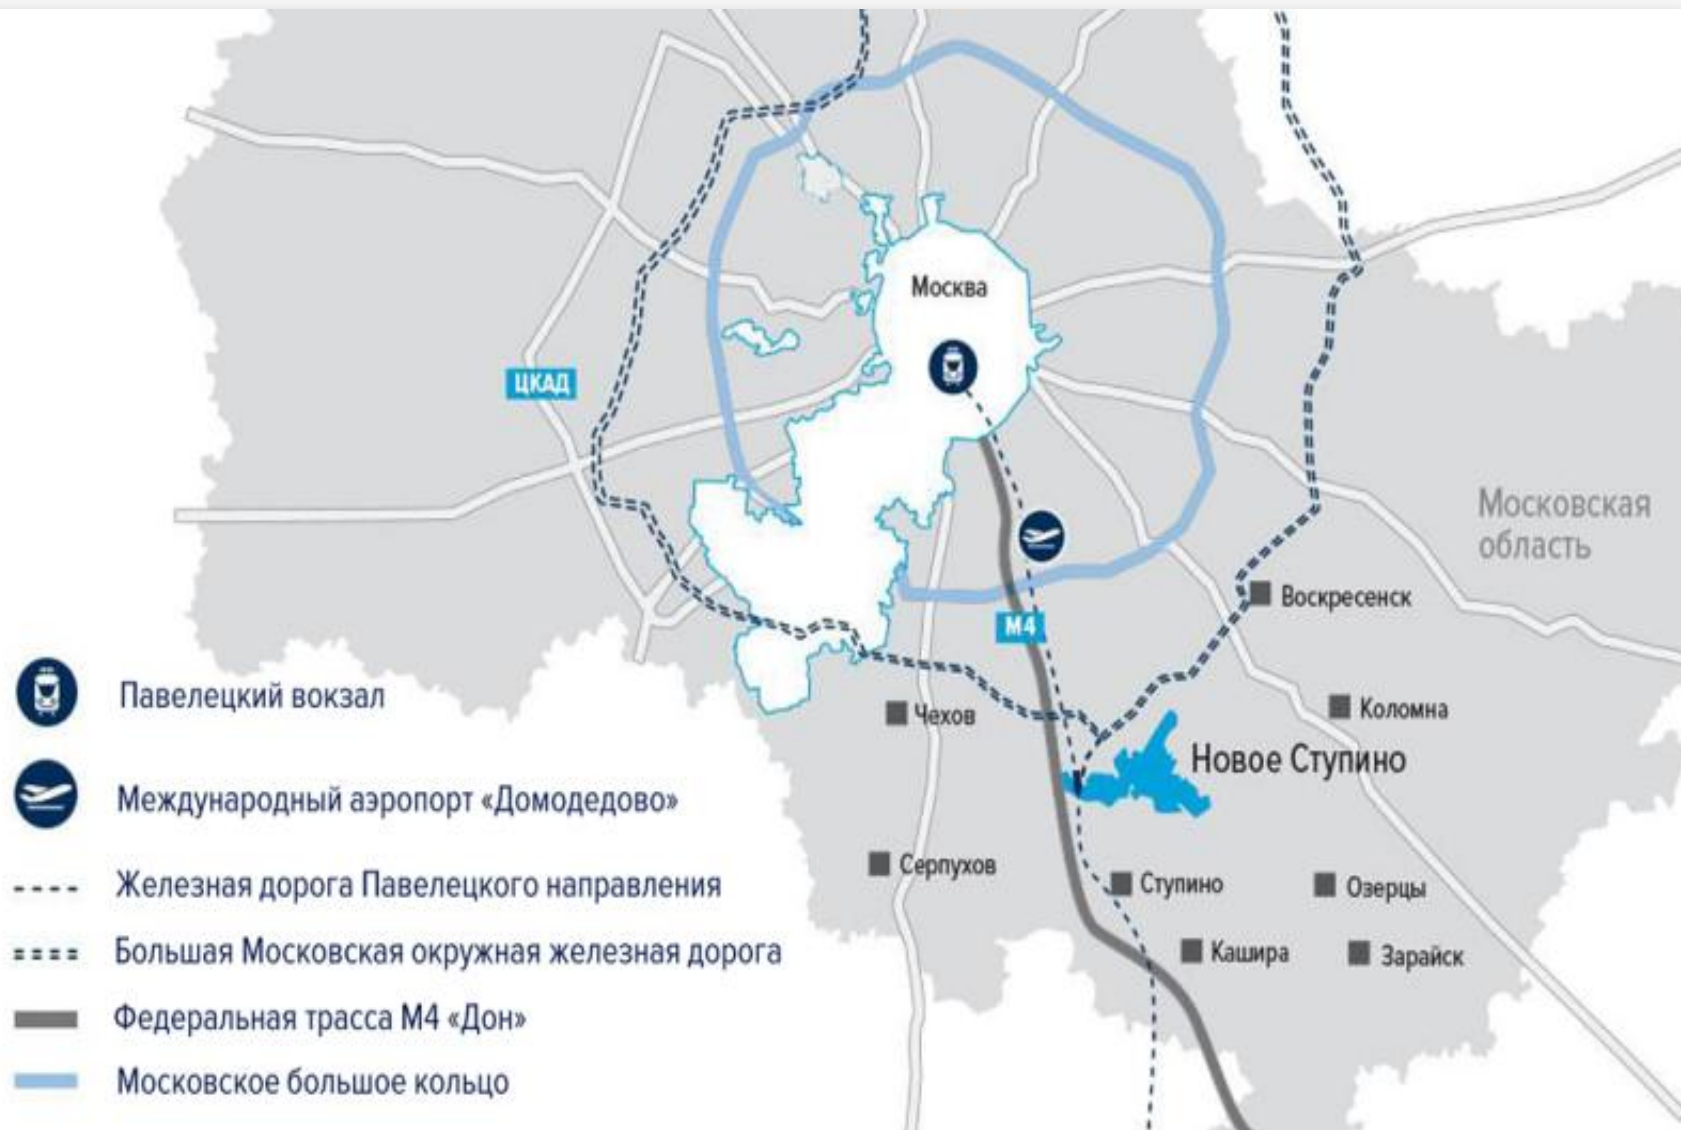 Москва
ЦКАД
Московская
область
Воскресенск
М4
Чехов
Коломна
Новое Ступино
Серпухов
Ступино
Озерцы
Кашира
Зарайск
Павелецкий вокзал
Международный аэропорт «Домодедово»
Железная дорога Павелецкого направления
Большая Московская окружная железная дорога
Федеральная трасса М4 «Дон»
Московское большое кольцо